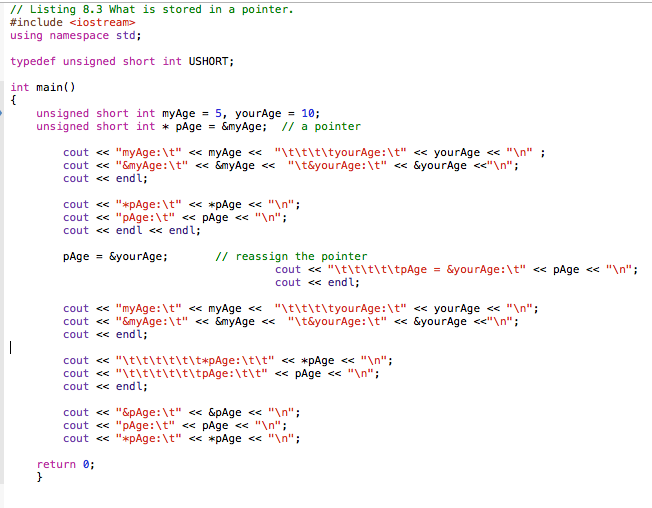 // Listing 8.3 What is stored in a pointer.
#include <iostream>
using namespace std;

typedef unsigned short int USHORT;

int main()
{
    unsigned short int myAge = 5, yourAge = 10;
    unsigned short int * pAge = &myAge;  // a pointer

        cout << "myAge:\t" << myAge <<  "\t\t\t\tyourAge:\t" << yourAge << "\n" ;
        cout << "&myAge:\t" << &myAge <<  "\t&yourAge:\t" << &yourAge <<"\n";
        cout << endl;

        cout << "*pAge:\t" << *pAge << "\n";
        cout << "pAge:\t" << pAge << "\n";
        cout << endl << endl;

        pAge = &yourAge;       // reassign the pointer
                                        cout << "\t\t\t\t\tpAge = &yourAge:\t" << pAge << "\n";
                                        cout << endl;

        cout << "myAge:\t" << myAge <<  "\t\t\t\tyourAge:\t" << yourAge << "\n";
        cout << "&myAge:\t" << &myAge <<  "\t&yourAge:\t" << &yourAge <<"\n";
        cout << endl;

        cout << "\t\t\t\t\t\t*pAge:\t\t" << *pAge << "\n";
        cout << "\t\t\t\t\t\tpAge:\t\t" << pAge << "\n";
        cout << endl;

        cout << "&pAge:\t" << &pAge << "\n";
        cout << "pAge:\t" << pAge << "\n";
        cout << "*pAge:\t" << *pAge << "\n";

    return 0;
    }